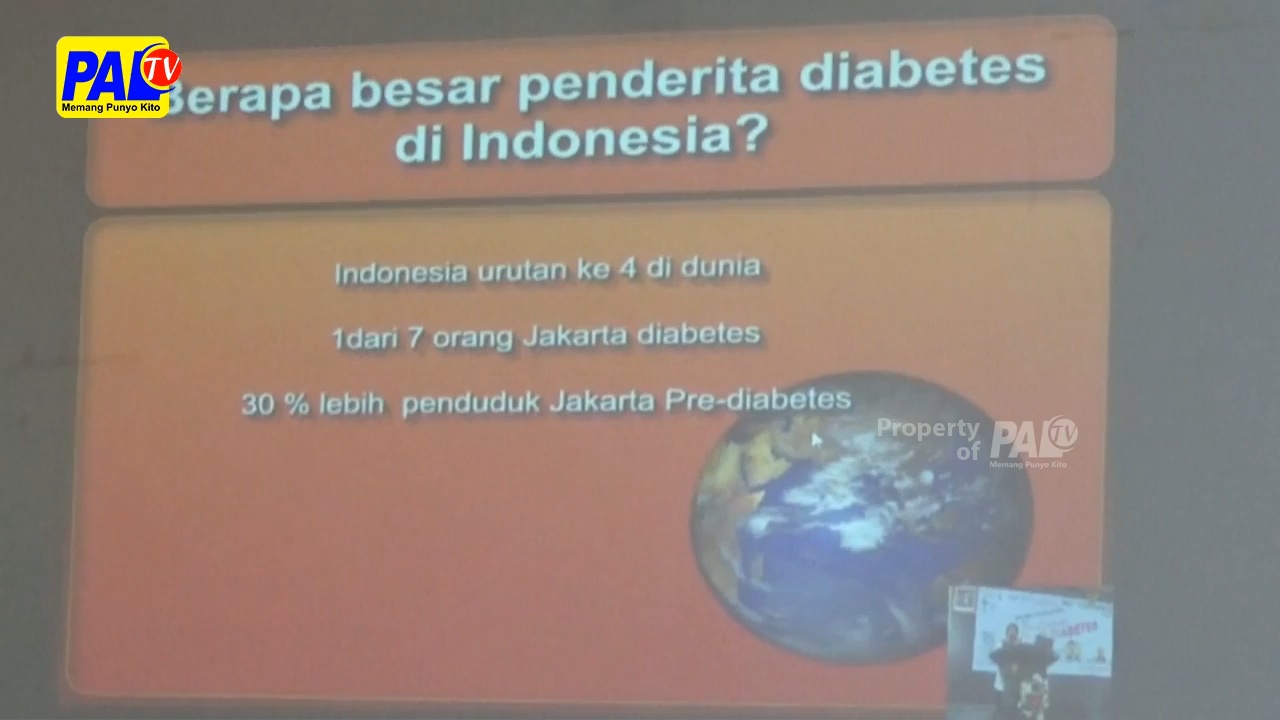 PAL TV
Memang Punyo Kito
Berapa besar penderita diabetes
di Indonesia?
Indonesia urutan ke 4 di dunia
1dari 7 orang Jakarta diabetes
30 % lebih penduduk Jakarta Pre-diabetes
Property
of PAL TV
Memang Punyo Kito
DIABETES